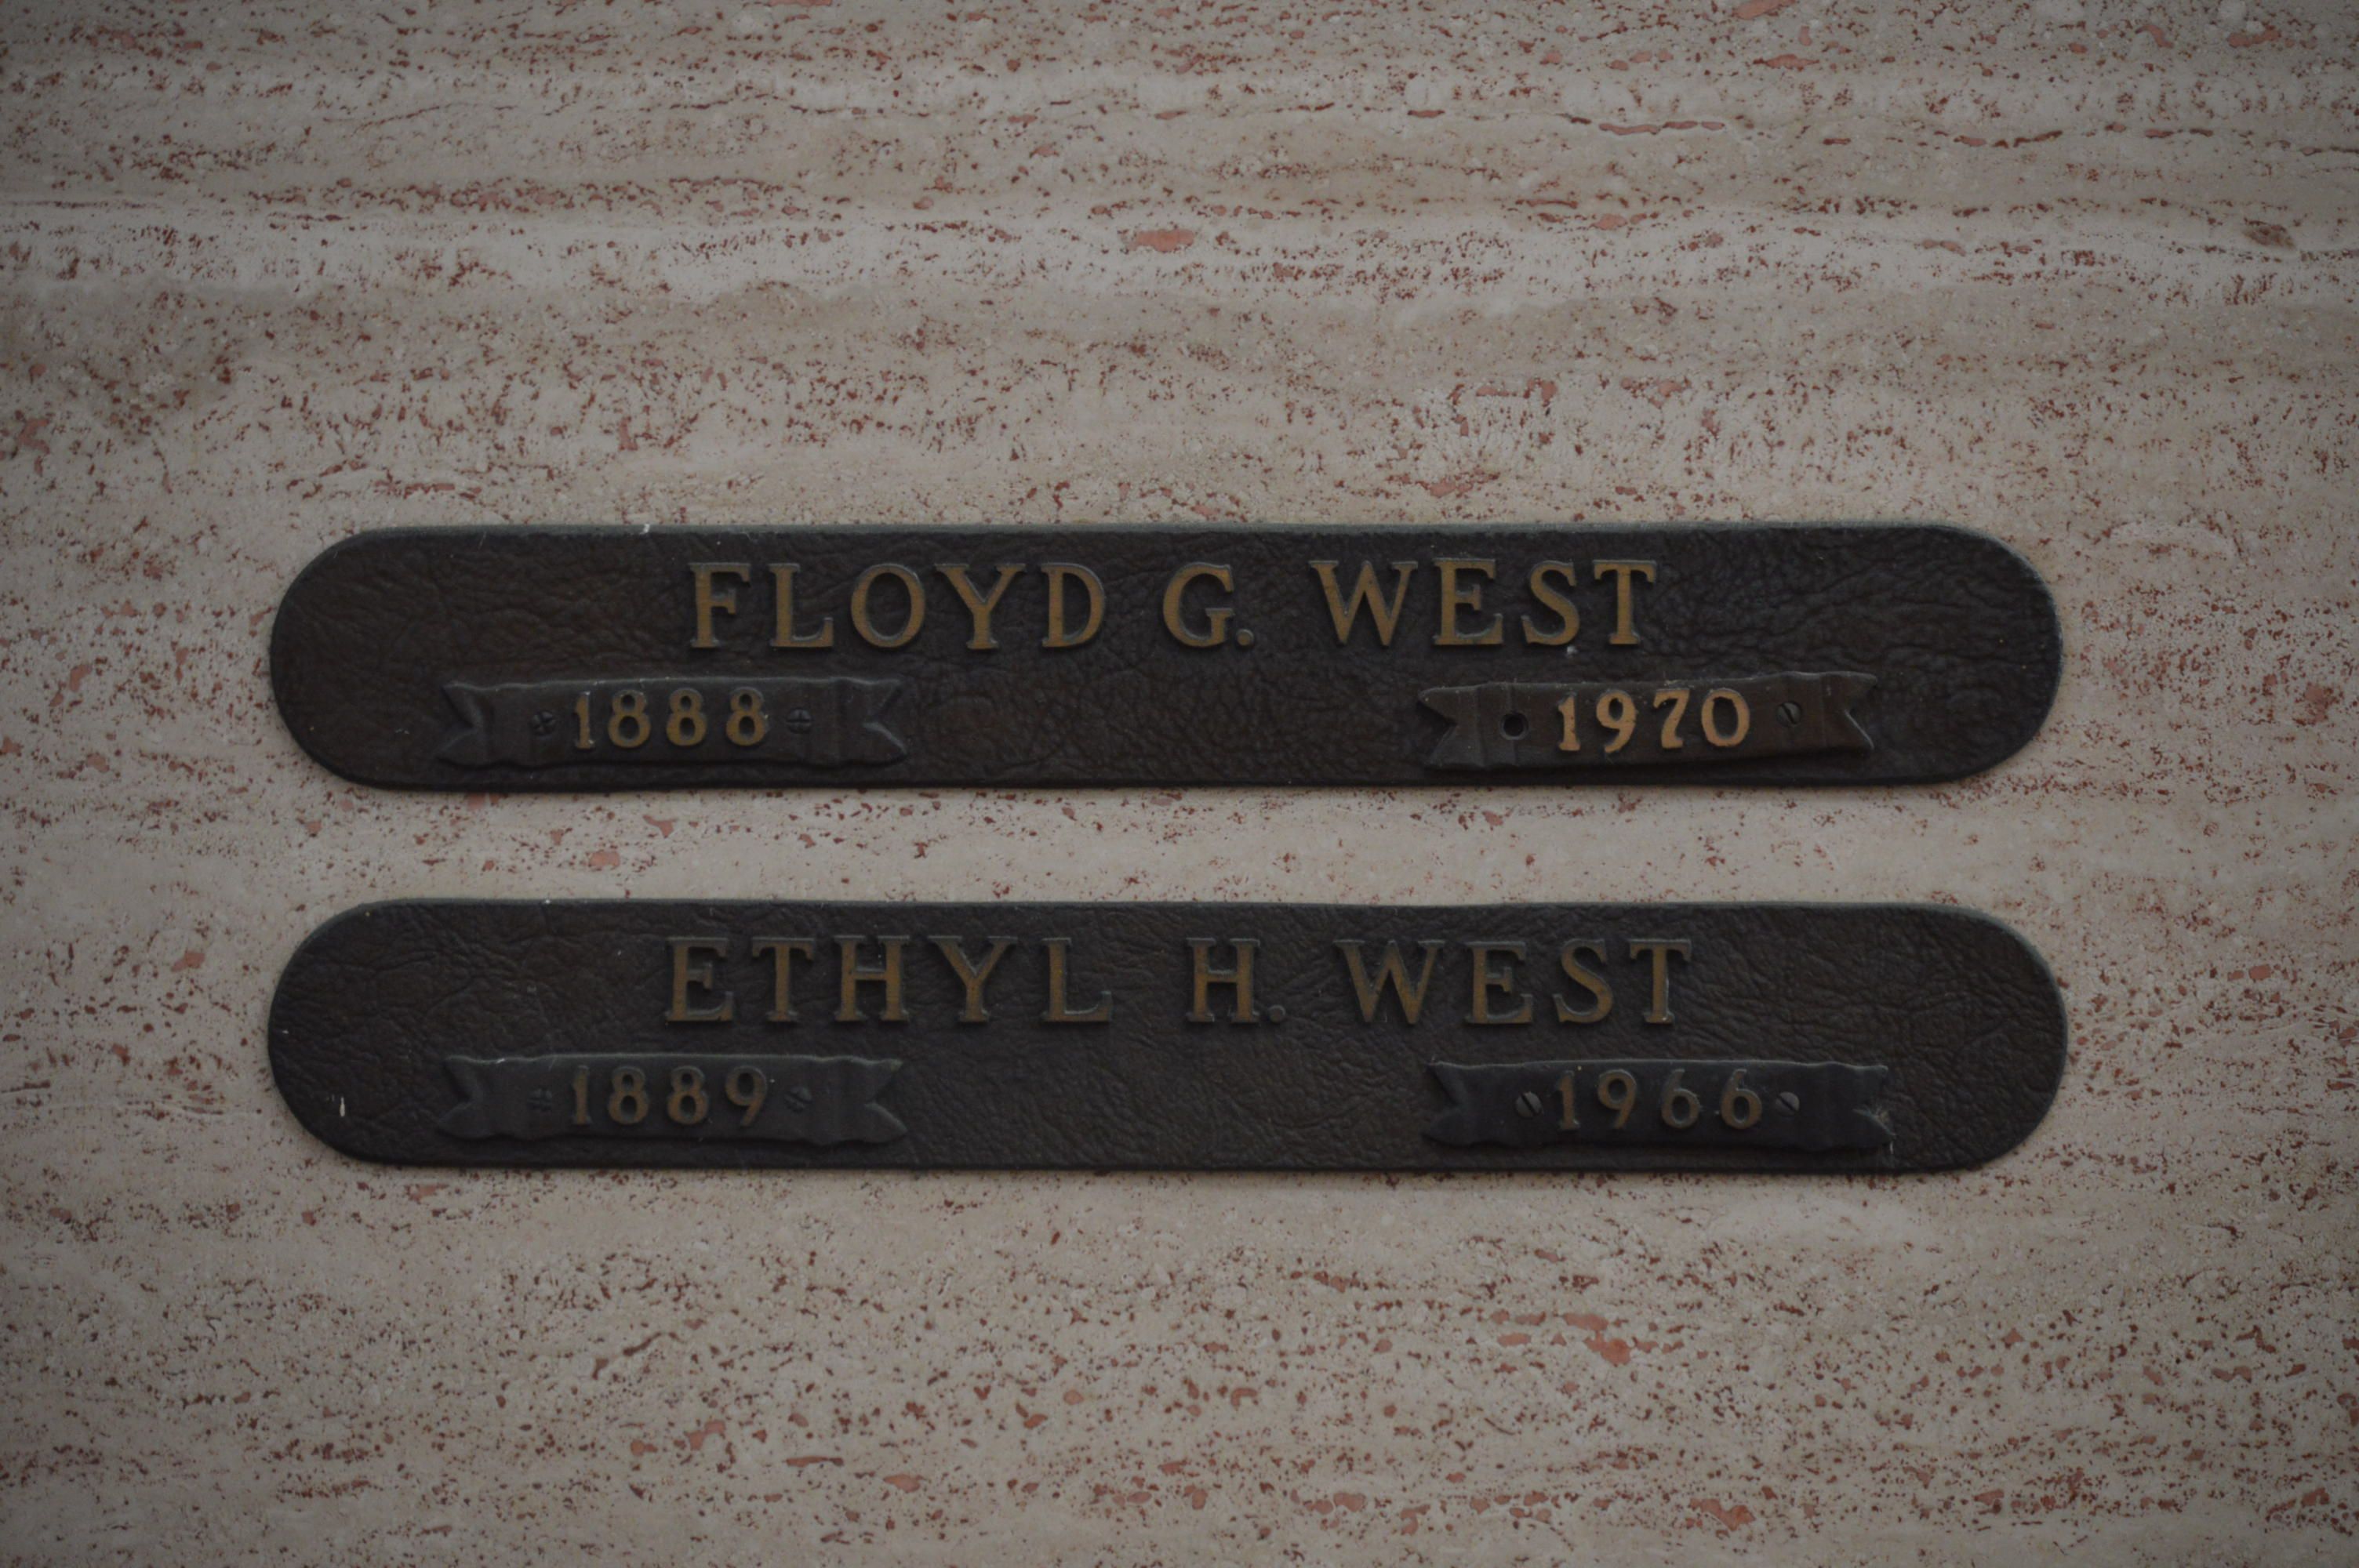 FLOYD G. WEST
1888 1970
ETHYL H. WEST
1889 1966